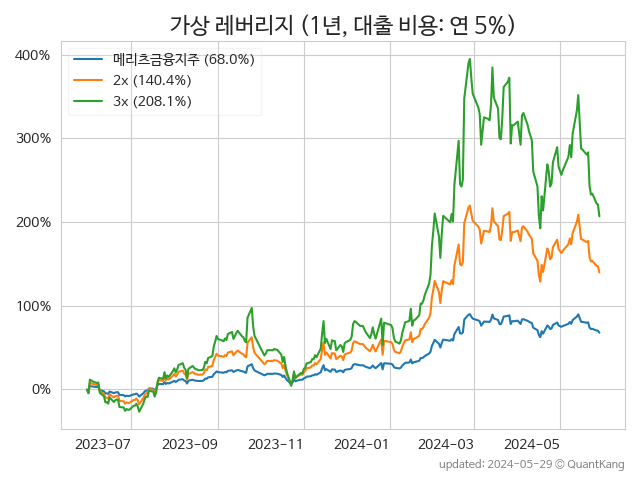 가상 레버리지 (1년, 대출 비용: 연 5%)
400%
300%
200%
100%
0%
메리츠금융지주 (68.0%)
2x (140.4%)
3x (208.1%)
2023-07 2023-09 2023-11 2024-01 2024-03 2024-05
updated: 2024-05-29 © QuantKang